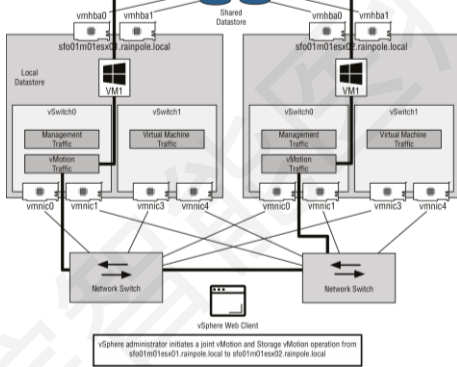 vmhba0
vmhba1
Shared
Datastore
vmhba0
vmhba1
sfo01m01esx01.rainpole.local
sfo01m01esx02.rainpole.local
Local
Datastore
VM1
VM1
vSwitch0
vSwitch1
vSwitch0
vSwitch1
Management
Traffic
Virtual Machine
Traffic
Management
Traffic
Virtual Machine
Traffic
vMotion
Traffic
vMotion
Traffic
vmnic0
vmnic1
vmnic3
vmnic4
vmnic0
vmnic1
vmnic3
vmnic4
Network Switch
Network Switch
vSphere Web Client
vSphere administrator initiates a joint vMotion and Storage vMotion operation from
sfo01m01esx01.rainpole.local to sfo01m01esx02.rainpole.local